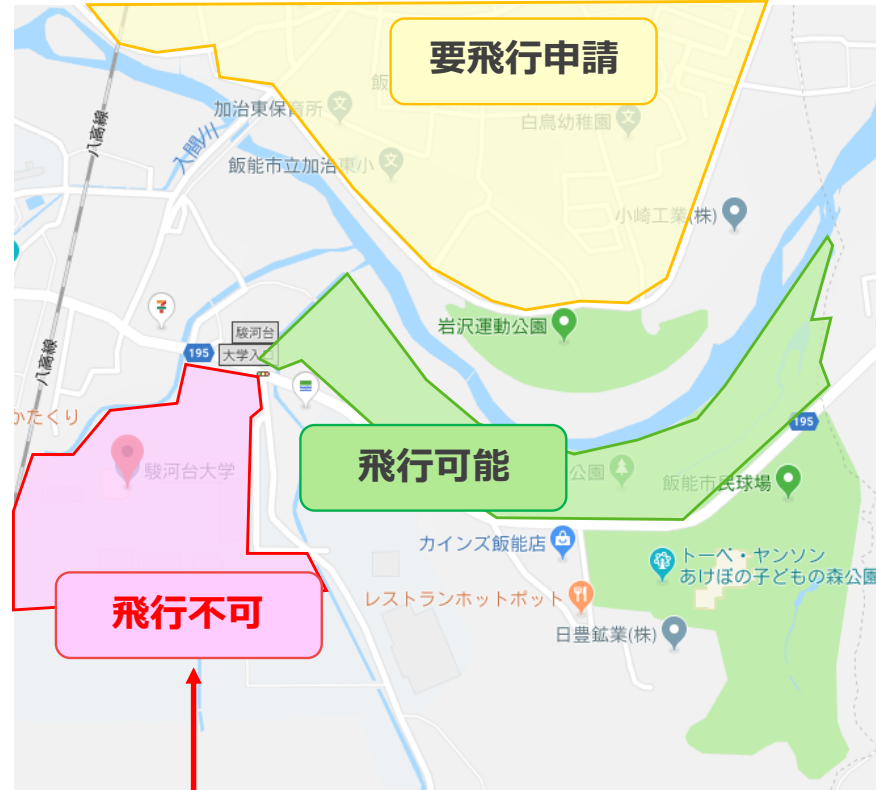 要飛行申請
飯
加治東保育所
白鳥幼稚園
八高線
入間川
飯能市立加治東小
小崎工業(株)
岩沢運動公園
駿河台
大学入口
195
八高線
かたくり
駿河台大学
飛行可能
公園
195
飯能市民球場
カインズ飯能店
トーベ・ヤンソン
あけぼの子どもの森公園
レストランホットポット
飛行不可
日豊鉱業(株)